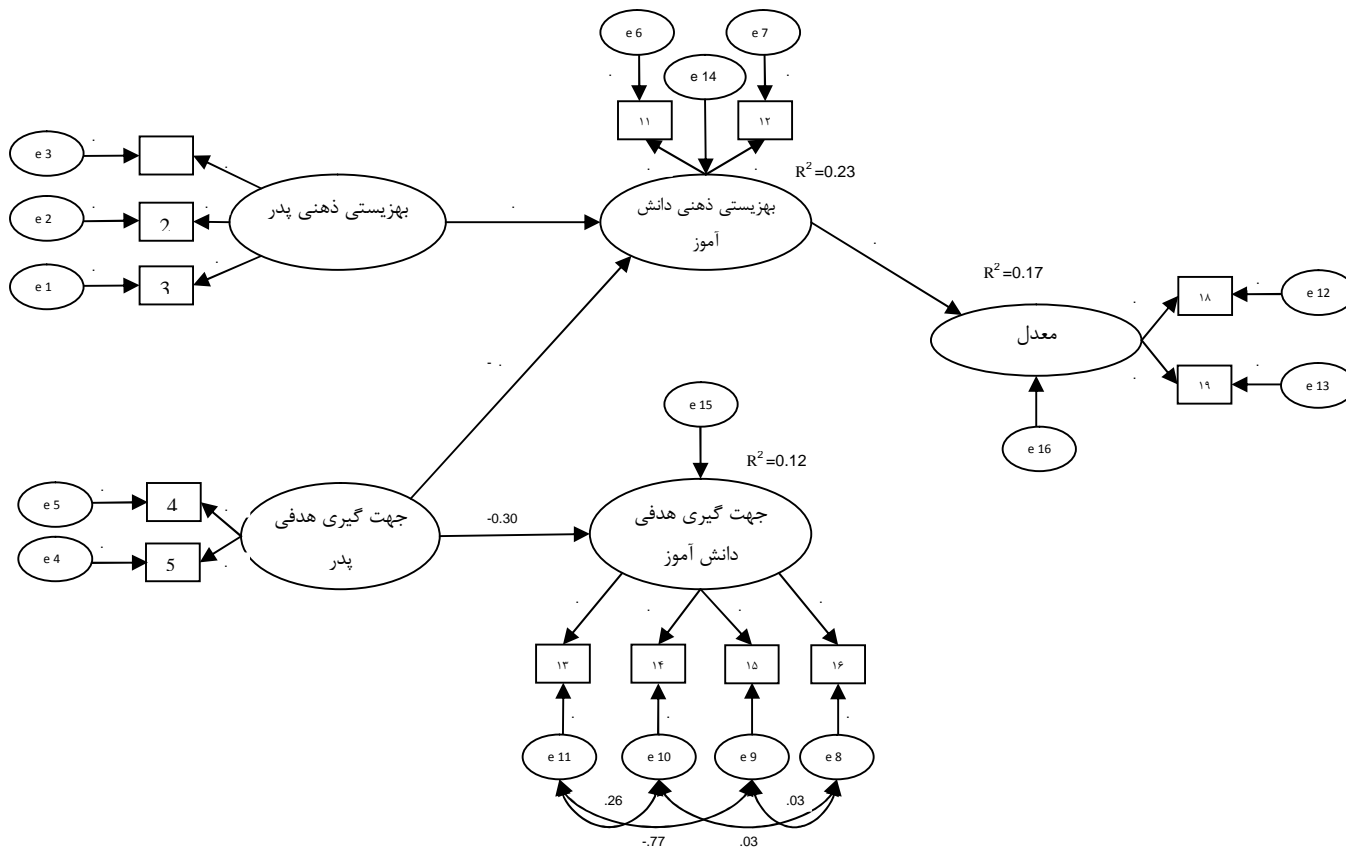 e 6
e 7
e 14
۱۱
۱۲
e 3
R²=0.23
بهزیستی ذهنی پدر
بهزیستی ذهنی دانش
آموز
e 2
2
e 1
3
R²=0.17
۱۸
e 12
معدل
-
۱۹
e 13
e 15
e 16
R²=0.12
e 5
4
جهت گیری هدفی
پدر
-0.30
جهت گیری هدفی
دانش آموز
e 4
5
۱۳
۱۴
۱۵
۱۶
e 11
e 10
e 9
e 8
.26
.03
-.77
.03